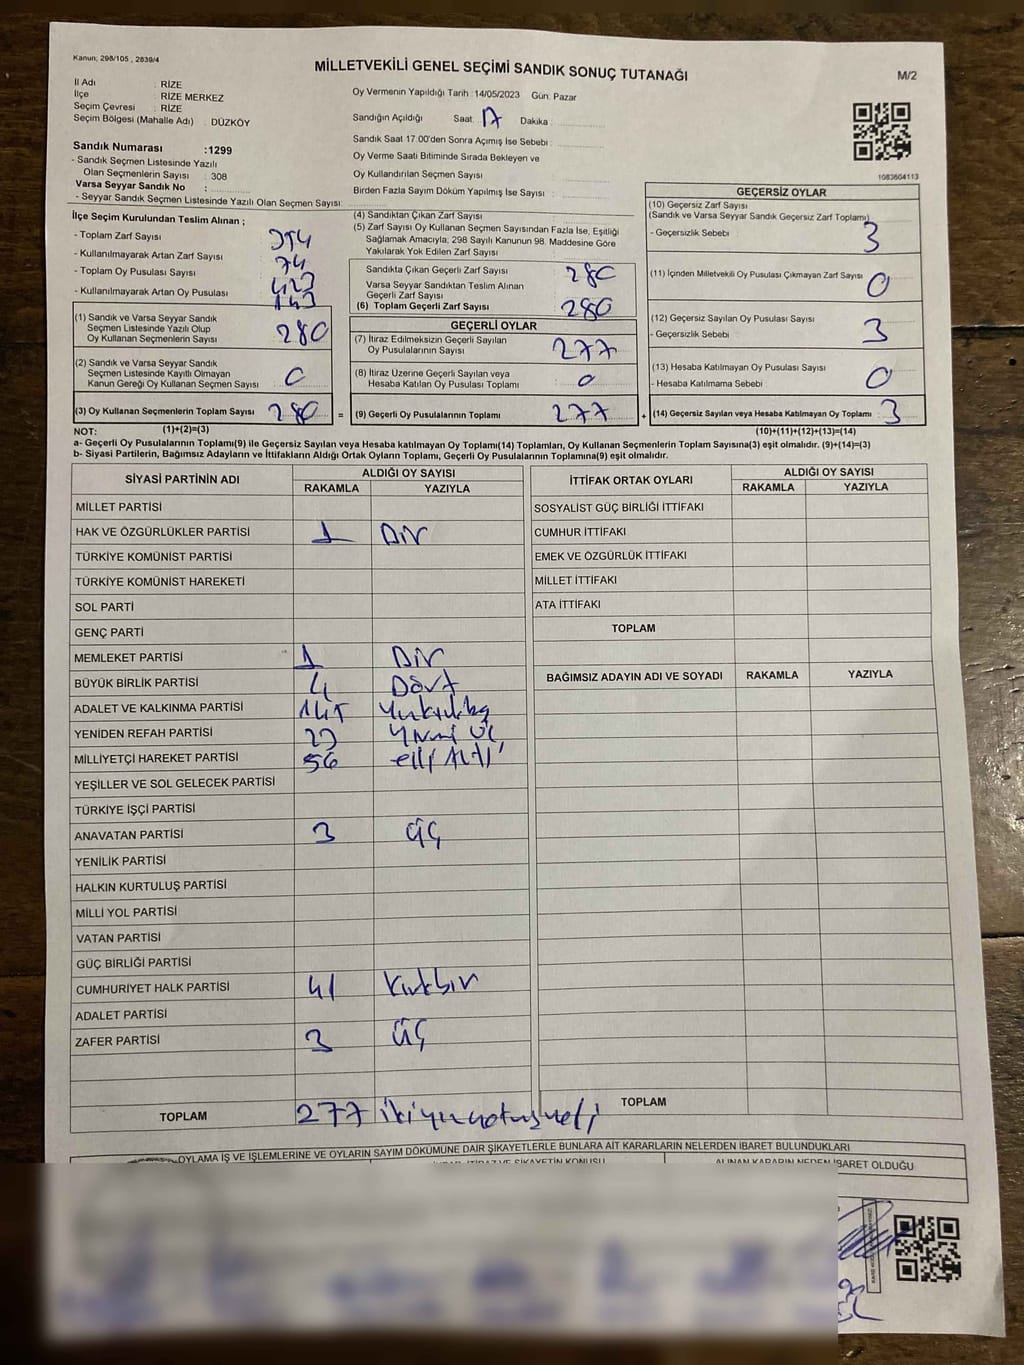 Kanun; 298/105 , 2839/4
MİLLETVEKİLİ GENEL SEÇİMİ SANDIK SONUÇ TUTANAĞI
M/2
İl Adı : RİZE
İlçe : RİZE MERKEZ
Seçim Çevresi : RİZE
Seçim Bölgesi (Mahalle Adı) : DÜZKÖY
Oy Vermenin Yapıldığı Tarih :14/05/2023 Gün: Pazar
Sandığın Açıldığı Saat: 17 Dakika
Sandık Saat 17:00'den Sonra Açımış İse Sebebi :
Oy Verme Saati Bitiminde Sırada Bekleyen ve
Oy Kullandırılan Seçmen Sayısı
Birden Fazla Sayım Döküm Yapılmış İse Sayısı :
1083604113
Sandık Numarası :1299
- Sandık Seçmen Listesinde Yazılı
Olan Seçmenlerin Sayısı : 308
Varsa Seyyar Sandık No :
- Seyyar Sandık Seçmen Listesinde Yazılı Olan Seçmen Sayısı:
İlçe Seçim Kurulundan Teslim Alınan ;
- Toplam Zarf Sayısı 354
- Kullanılmayarak Artan Zarf Sayısı 74
- Toplam Oy Pusulası Sayısı 423
- Kullanılmayarak Artan Oy Pusulası 143
(1) Sandık ve Varsa Seyyar Sandık
Seçmen Listesinde Yazılı Olup
Oy Kullanan Seçmenlerin Sayısı 280
(2) Sandık ve Varsa Seyyar Sandık
Seçmen Listesinde Kayıtlı Olmayan
Kanun Gereği Oy Kullanan Seçmen Sayısı 0
(3) Oy Kullanan Seçmenlerin Toplam Sayısı 280 =
(4) Sandıktan Çıkan Zarf Sayısı
(5) Zarf Sayısı Oy Kullanan Seçmen Sayısından Fazla İse, Eşitliği
Sağlamak Amacıyla, 298 Sayılı Kanunun 98. Maddesine Göre
Yakılarak Yok Edilen Zarf Sayısı
Sandıkta Çıkan Geçerli Zarf Sayısı 280
Varsa Seyyar Sandıktan Teslim Alınan
Geçerli Zarf Sayısı
(6) Toplam Geçerli Zarf Sayısı 280
GEÇERLİ OYLAR
(7) İtiraz Edilmeksizin Geçerli Sayılan
Oy Pusulalarının Sayısı 277
(8) İtiraz Üzerine Geçerli Sayılan veya
Hesaba Katılan Oy Pusulası Toplamı 0
(9) Geçerli Oy Pusulalarının Toplamı 277 +
GEÇERSİZ OYLAR
(10) Geçersiz Zarf Sayısı
(Sandık ve Varsa Seyyar Sandık Geçersiz Zarf Toplamı)
- Geçersizlik Sebebi : 3
(11) İçinden Milletvekili Oy Pusulası Çıkmayan Zarf Sayısı 0
(12) Geçersiz Sayılan Oy Pusulası Sayısı
- Geçersizlik Sebebi : 3
(13) Hesaba Katılmayan Oy Pusulası Sayısı
- Hesaba Katılmama Sebebi 0
(14) Geçersiz Sayılan veya Hesaba Katılmayan Oy Toplamı 3
NOT: (1)+(2)=(3)
(10)+(11)+(12)+(13)=(14)
a- Geçerli Oy Pusulalarının Toplamı(9) ile Geçersiz Sayılan veya Hesaba katılmayan Oy Toplamı(14) Toplamları, Oy Kullanan Seçmenlerin Toplam Sayısına(3) eşit olmalıdır. (9)+(14)=(3)
b- Siyasi Partilerin, Bağımsız Adayların ve İttifakların Aldığı Ortak Oyların Toplamı, Geçerli Oy Pusulalarının Toplamına(9) eşit olmalıdır.
SİYASİ PARTİNİN ADI
ALDIĞI OY SAYISI
RAKAMLA YAZIYLA
MİLLET PARTİSİ
HAK VE ÖZGÜRLÜKLER PARTİSİ 1 Bir
TÜRKİYE KOMÜNİST PARTİSİ
TÜRKİYE KOMÜNİST HAREKETİ
SOL PARTİ
GENÇ PARTİ
MEMLEKET PARTİSİ 1 Bir
BÜYÜK BİRLİK PARTİSİ 4 Dört
ADALET VE KALKINMA PARTİSİ 145
YENİDEN REFAH PARTİSİ 23 Yirmi üç
MİLLİYETÇİ HAREKET PARTİSİ 56 elli Altı
YEŞİLLER VE SOL GELECEK PARTİSİ
TÜRKİYE İŞÇİ PARTİSİ
ANAVATAN PARTİSİ 3 üç
YENİLİK PARTİSİ
HALKIN KURTULUŞ PARTİSİ
MİLLİ YOL PARTİSİ
VATAN PARTİSİ
GÜÇ BİRLİĞİ PARTİSİ
CUMHURİYET HALK PARTİSİ 41 kırkbir
ADALET PARTİSİ
ZAFER PARTİSİ 3 üç
TOPLAM 277 ikiyüzyetmişyedi
İTTİFAK ORTAK OYLARI
ALDIĞI OY SAYISI
RAKAMLA YAZIYLA
SOSYALİST GÜÇ BİRLİĞİ İTTİFAKI
CUMHUR İTTİFAKI
EMEK VE ÖZGÜRLÜK İTTİFAKI
MİLLET İTTİFAKI
ATA İTTİFAKI
TOPLAM
BAĞIMSIZ ADAYIN ADI VE SOYADI RAKAMLA YAZIYLA
TOPLAM
OYLAMA İŞ VE İŞLEMLERİNE VE OYLARIN SAYIM DÖKÜMÜNE DAİR ŞİKAYETLERLE BUNLARA AİT KARARLARIN NELERDEN İBARET BULUNDUKLARI
İTİRAZ VE ŞİKAYETİN KONUSU
ALINAN KARARIN NEDEN İBARET OLDUĞU